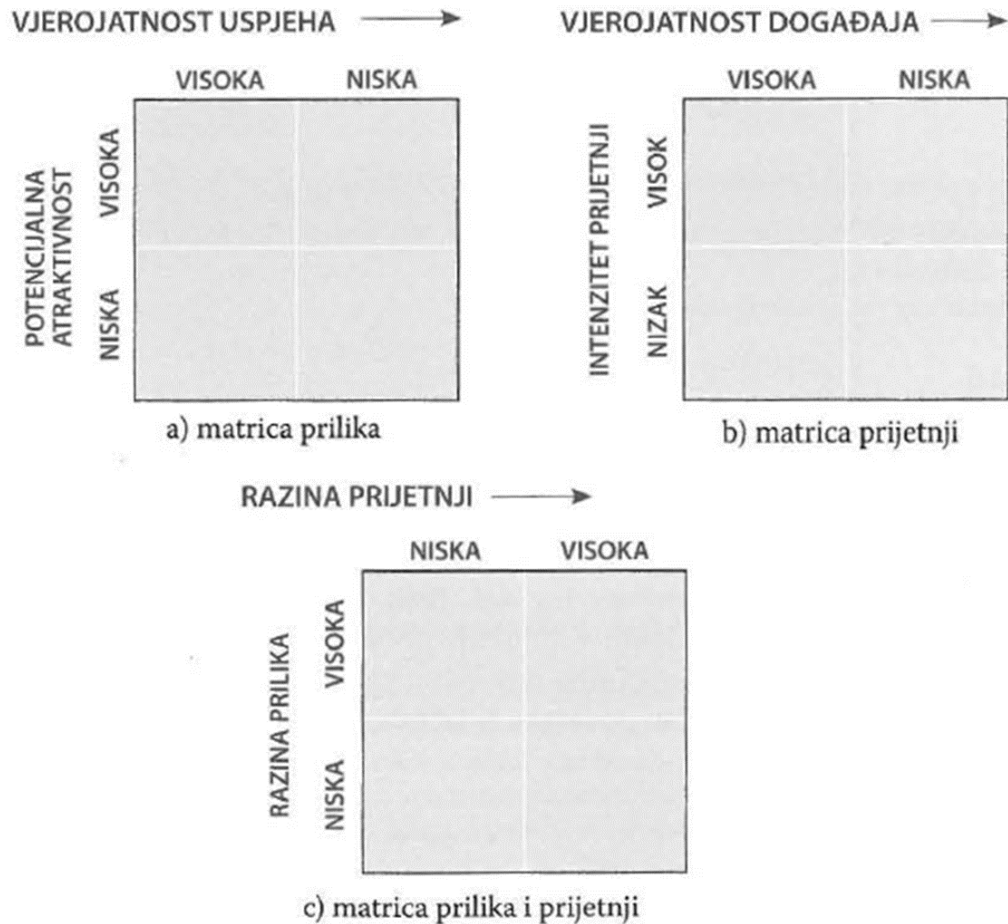 VJEROJATNOST USPJEHA
VISOKA NISKA
POTENCIJALNA
ATRAKTIVNOST
VISOKA
NISKA
a) matrica prilika
VJEROJATNOST DOGAĐAJA
VISOKA NISKA
INTENZITET PRIJETNJI
VISOK
NIZAK
b) matrica prijetnji
RAZINA PRIJETNJI
NISKA VISOKA
RAZINA PRILIKA
VISOKA
NISKA
c) matrica prilika i prijetnji